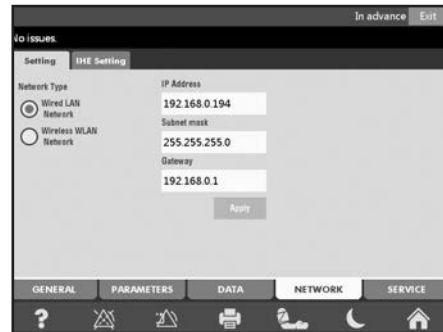 In advance Exit
No issues.
Setting IHE Setting
Network Type
Wired LAN
Network
Wireless WLAN
Network
IP Address
192.168.0.194
Subnet mask
255.255.255.0
Gateway
192.168.0.1
Apply
GENERAL PARAMETERS DATA NETWORK SERVICE
?